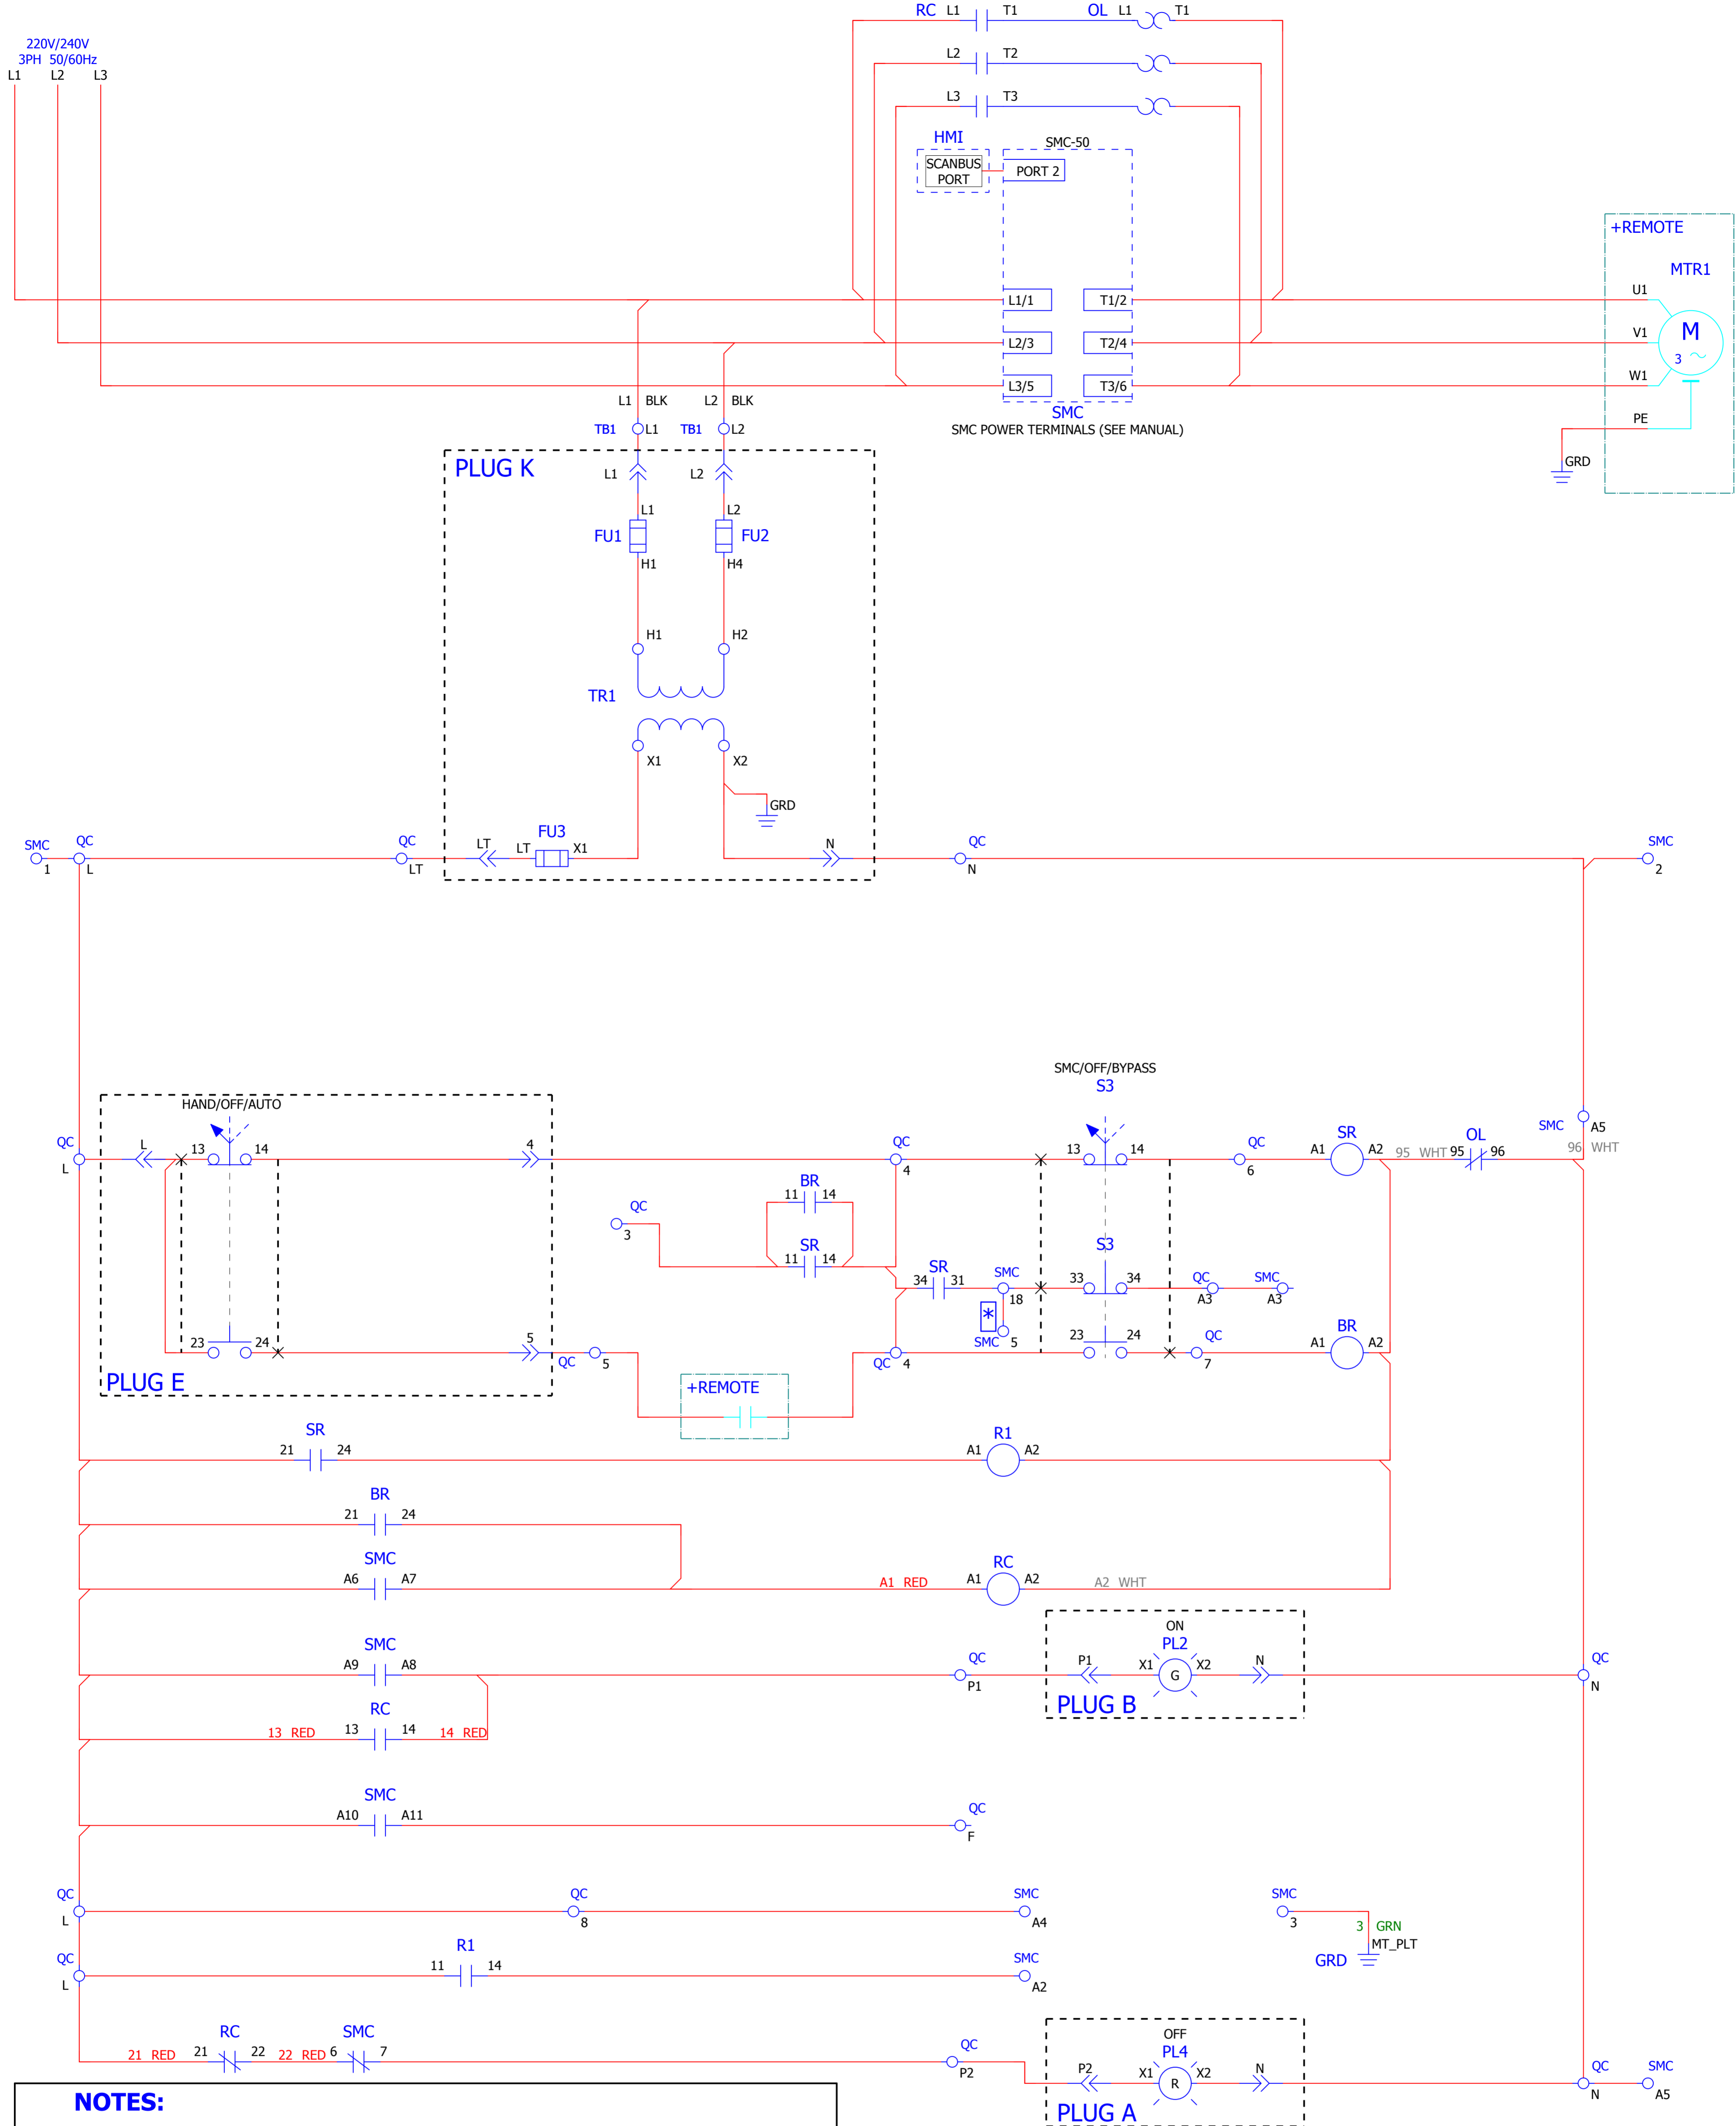 RC L1 T1 OL L1 T1
220V/240V
3PH 50/60Hz
L1 L2 L3
L2 T2
L3 T3
HMI
SMC-50
SCANBUS
PORT
PORT 2
+REMOTE
MTR1
L1/1 T1/2 U1
L2/3 T2/4 V1
M
3
L3/5 T3/6 W1
L1 BLK L2 BLK
SMC
PE
TB1 L1 TB1 L2
SMC POWER TERMINALS (SEE MANUAL)
GRD
PLUG K
L1 L2
L1 L2
FU1 FU2
H1 H4
H1 H2
TR1
X1 X2
GRD
SMC QC QC FU3 QC SMC
LT LT X1 N
1 L LT N 2
SMC/OFF/BYPASS
S3
HAND/OFF/AUTO
SMC A5
QC L 13 14 4 QC 13 14 QC SR OL
A1 A2 95 WHT 95 96 96 WHT
L 4 6
BR
11 14
QC
3
SR
11 14
S3
SR
34 31 SMC 33 34 QC SMC
18 A3 A3
*
SMC 5
23 24 5 23 24 QC BR
A1 A2
QC 5 QC 4 7
PLUG E
+REMOTE
SR R1
21 24 A1 A2
BR
21 24
SMC RC
A6 A7 A1 RED A1 A2 A2 WHT
ON
SMC PL2
A9 A8 QC P1 X1 G X2 N QC
P1 N
PLUG B
RC
13 RED 13 14 14 RED
SMC
A10 A11 QC
F
QC QC SMC SMC
L 8 A4 3
3 GRN
MT_PLT
GRD
QC R1 SMC
11 14
L A2
OFF
RC SMC PL4
21 RED 21 22 22 RED 6 7 QC P2 X1 R X2 N QC SMC
P2 N A5
PLUG A
NOTES: